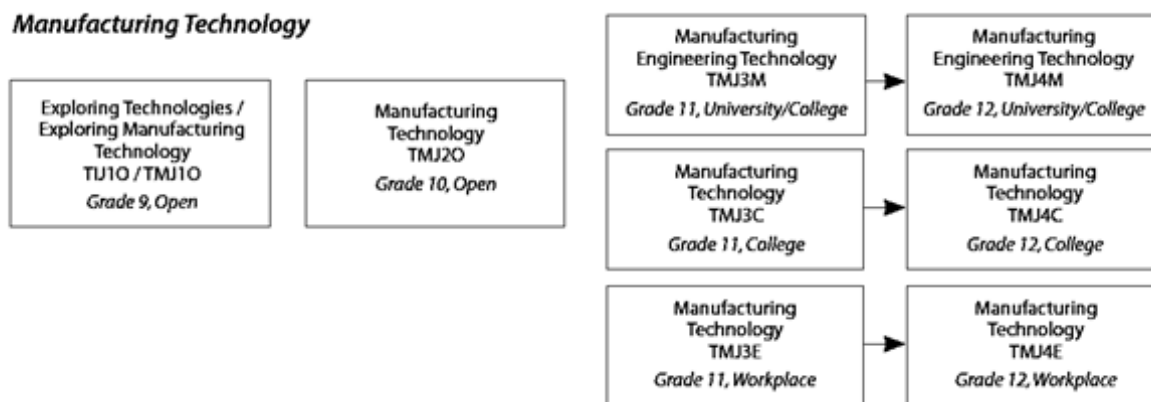 Manufacturing Technology
Exploring Technologies /
Exploring Manufacturing
Technology
TIJ1O / TMJ1O
Grade 9, Open
Manufacturing
Technology
TMJ2O
Grade 10, Open
Manufacturing
Engineering Technology
TMJ3M
Grade 11, University/College
Manufacturing
Engineering Technology
TMJ4M
Grade 12, University/College
Manufacturing
Technology
TMJ3C
Grade 11, College
Manufacturing
Technology
TMJ4C
Grade 12, College
Manufacturing
Technology
TMJ3E
Grade 11, Workplace
Manufacturing
Technology
TMJ4E
Grade 12, Workplace